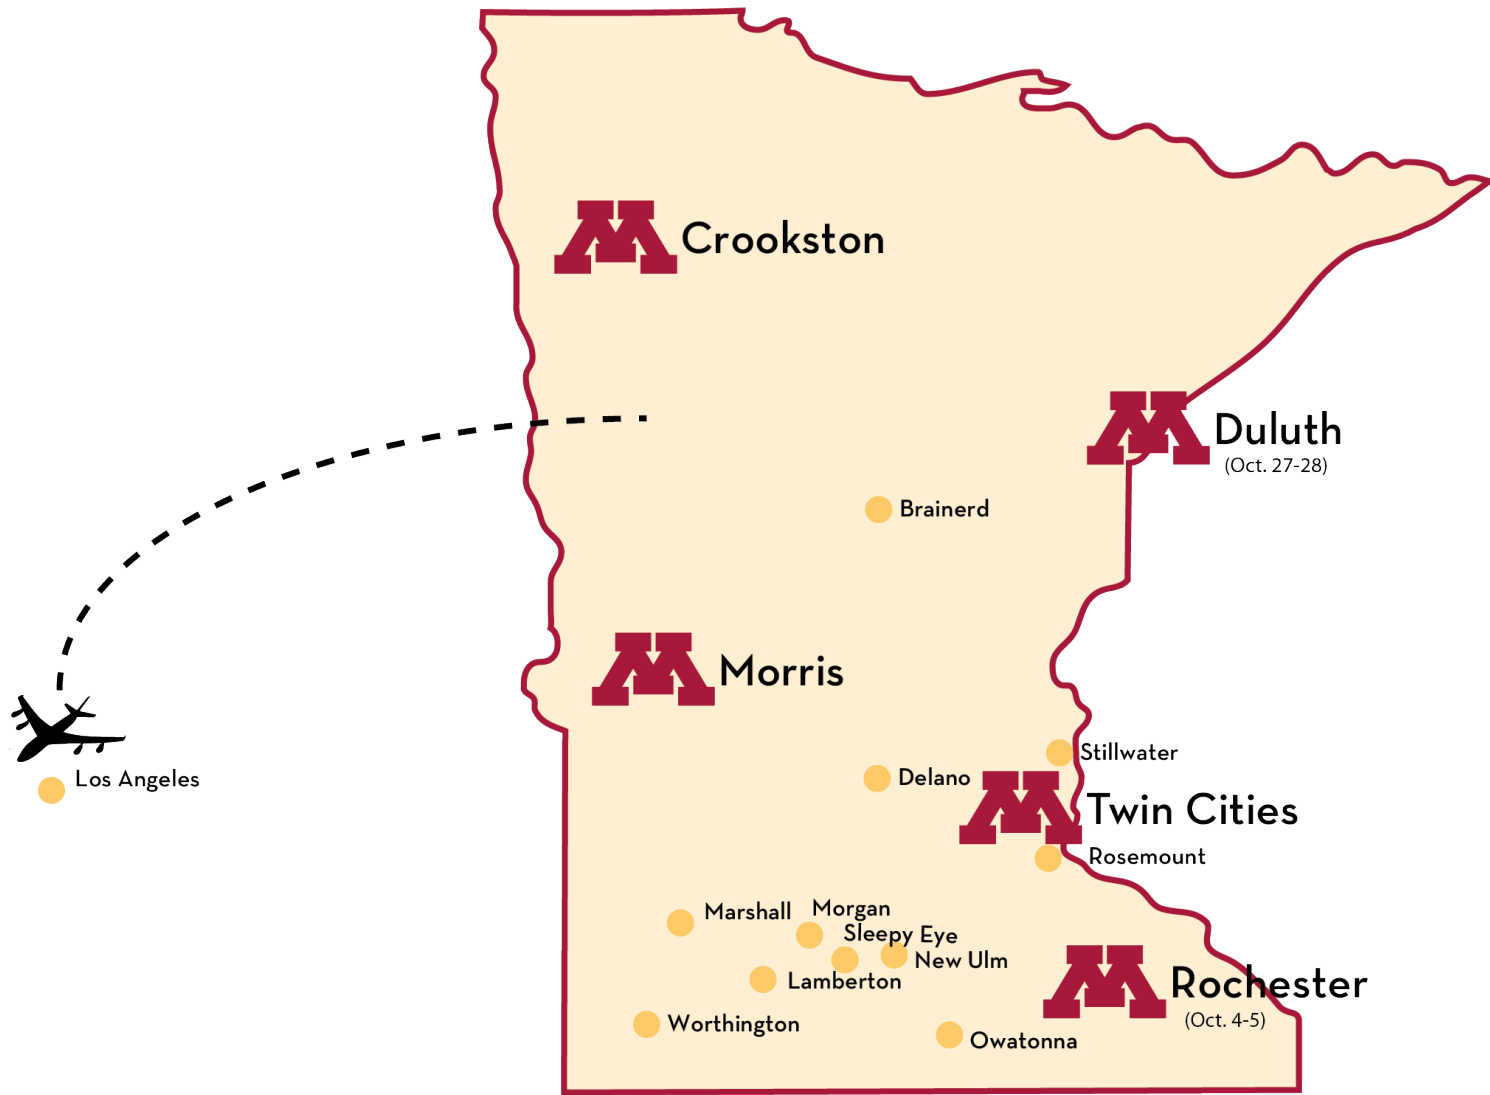 Crookston
Duluth
(Oct. 27-28)
Brainerd
Morris
Stillwater
Los Angeles
Delano
Twin Cities
Rosemount
Marshall
Morgan
Sleepy Eye
New Ulm
Lamberton
Rochester
(Oct. 4-5)
Worthington
Owatonna